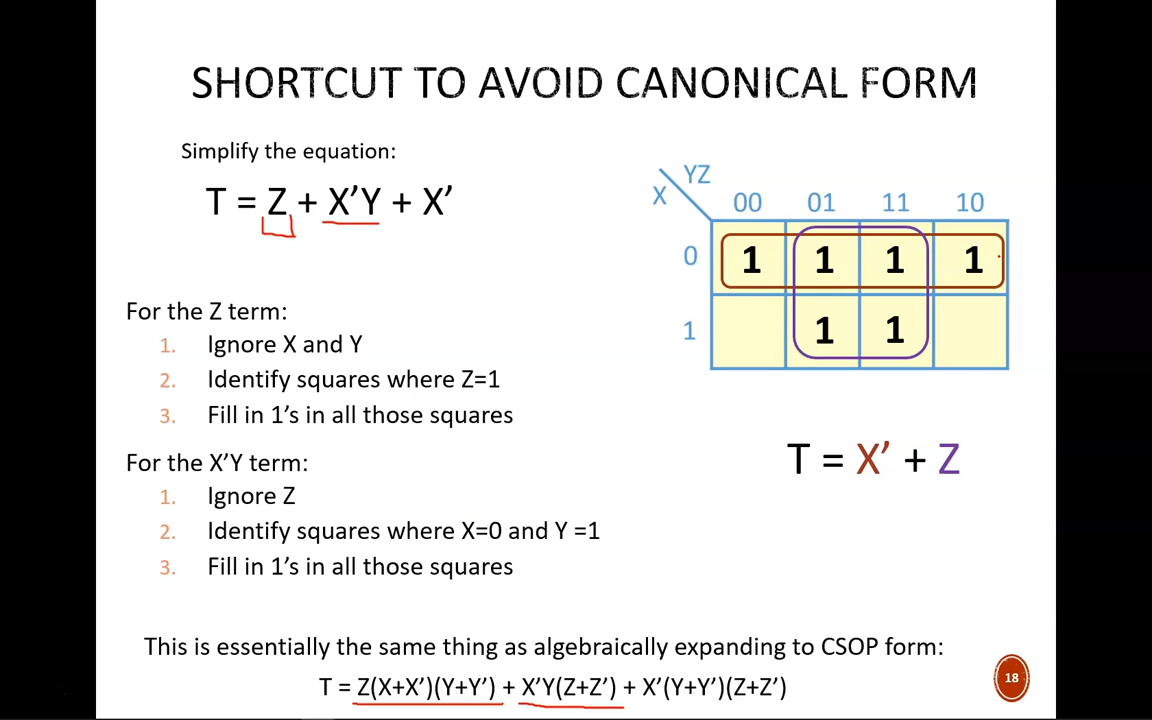 SHORTCUT TO AVOID CANONICAL FORM
Simplify the equation:
T = Z + X’Y + X’
For the Z term:
1. Ignore X and Y
2. Identify squares where Z=1
3. Fill in 1’s in all those squares
For the X’Y term:
1. Ignore Z
2. Identify squares where X=0 and Y =1
3. Fill in 1’s in all those squares
YZ
X
00 01 11 10
0 1 1 1 1
1 1 1
T = X’ + Z
This is essentially the same thing as algebraically expanding to CSOP form:
T = Z(X+X’)(Y+Y’) + X’Y(Z+Z’) + X’(Y+Y’)(Z+Z’)
18